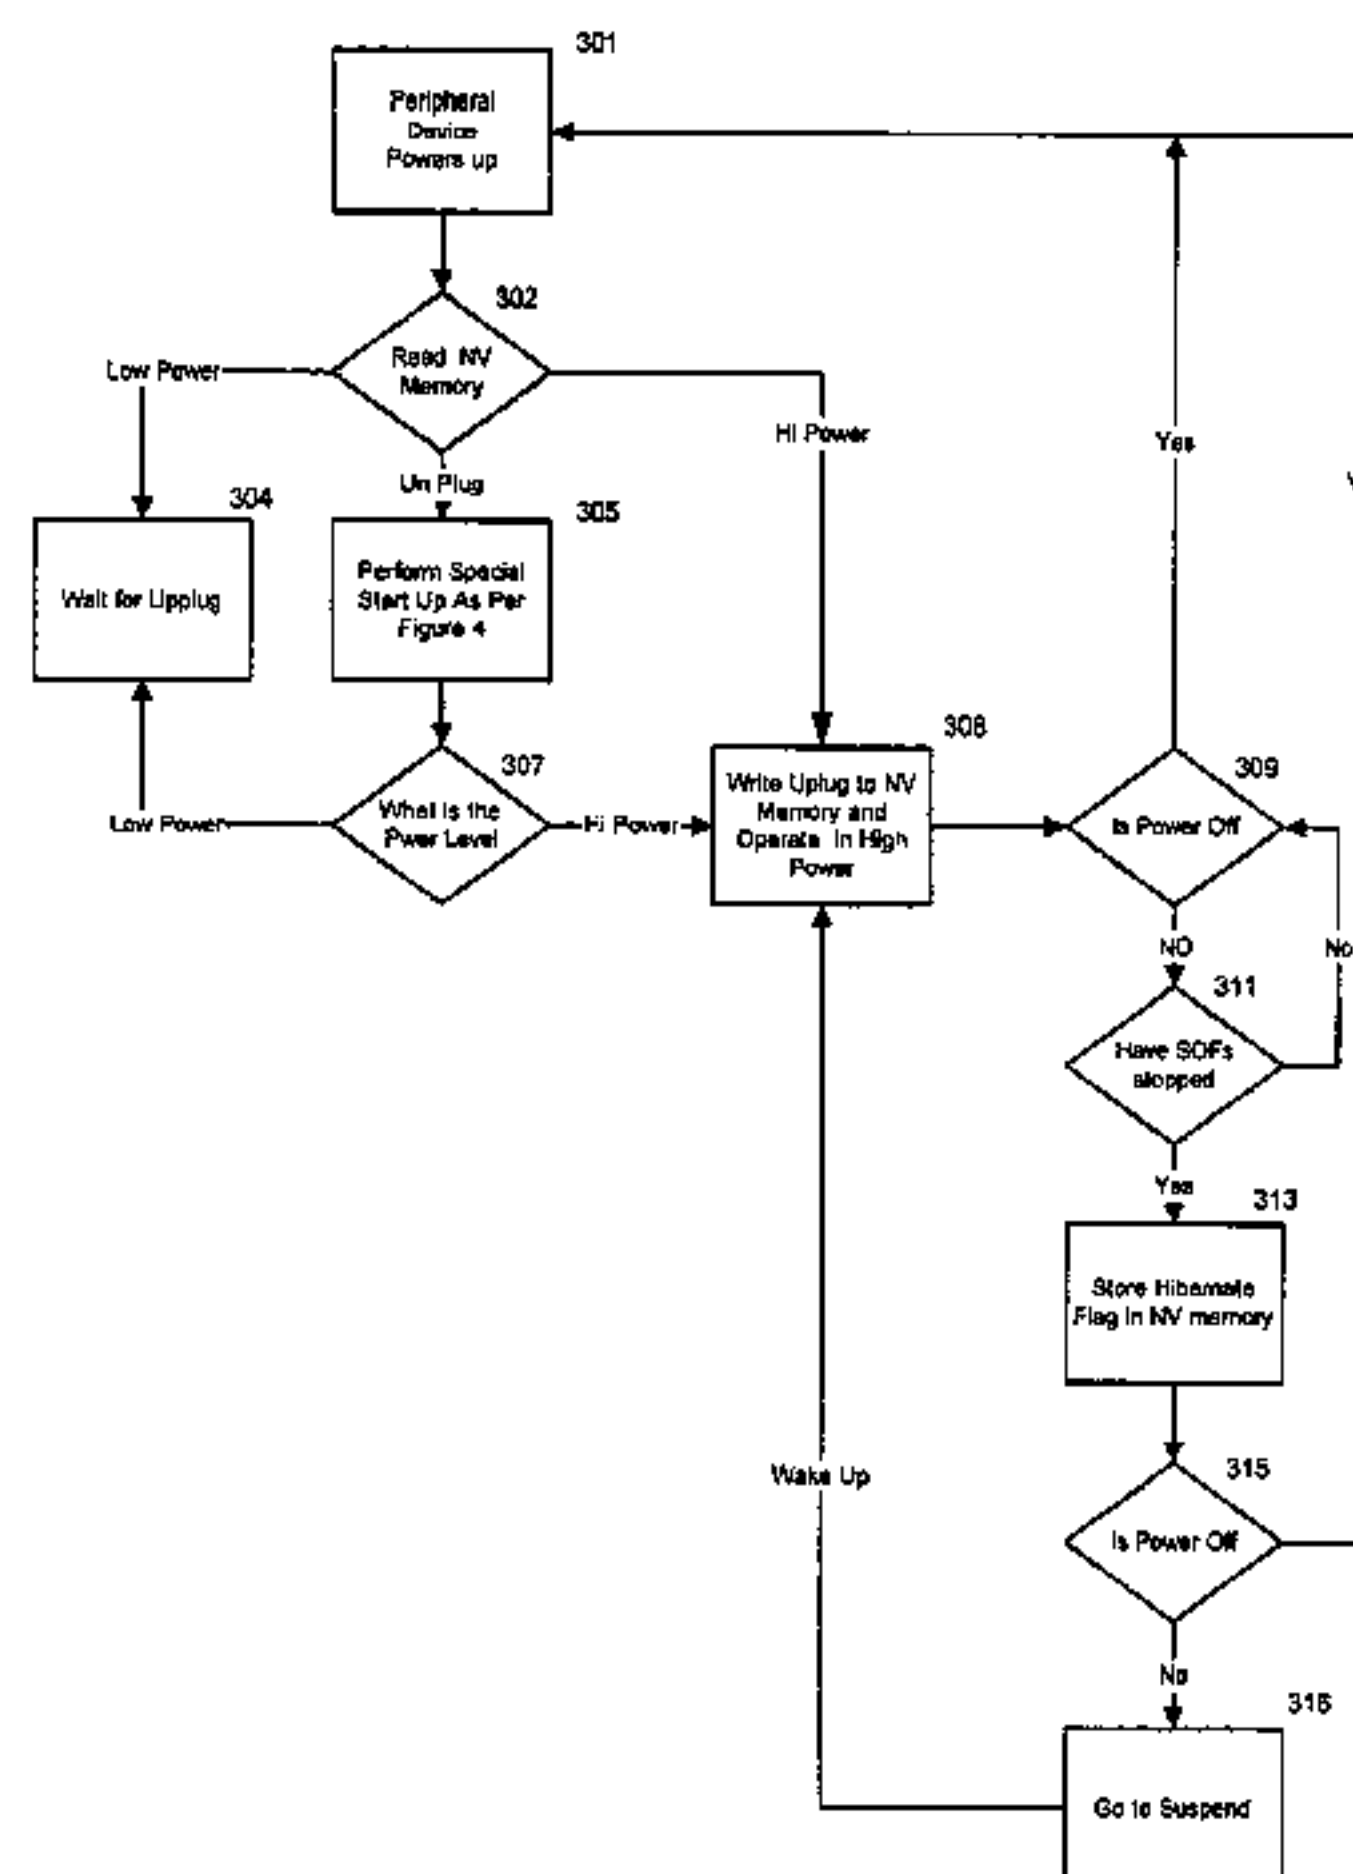 301
Peripheral
Device
Powers up
302
Read NV
Memory
Low Power
Hi Power
Un Plug
Yes
304
305
Wait for Upplug
Perform Special
Start Up As Per
Figure 4
307
What is the
Pwer Level
Low Power
Hi Power
308
Write Uplug to NV
Memory and
Operate In High
Power
309
Is Power Off
NO
No
311
Have SOFs
stopped
Yes
313
Store Hibernate
Flag in NV memory
Wake Up
315
Is Power Off
No
316
Go to Suspend